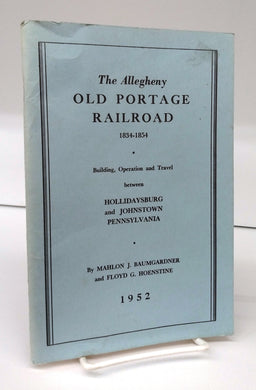 The Allegheny
OLD PORTAGE
RAILROAD
1834-1854
Building, Operation and Travel
between
HOLLIDAYSBURG
and JOHNSTOWN
PENNSYLVANIA
By MAHLON J. BAUMGARDNER
and FLOYD G. HOENSTINE
1952